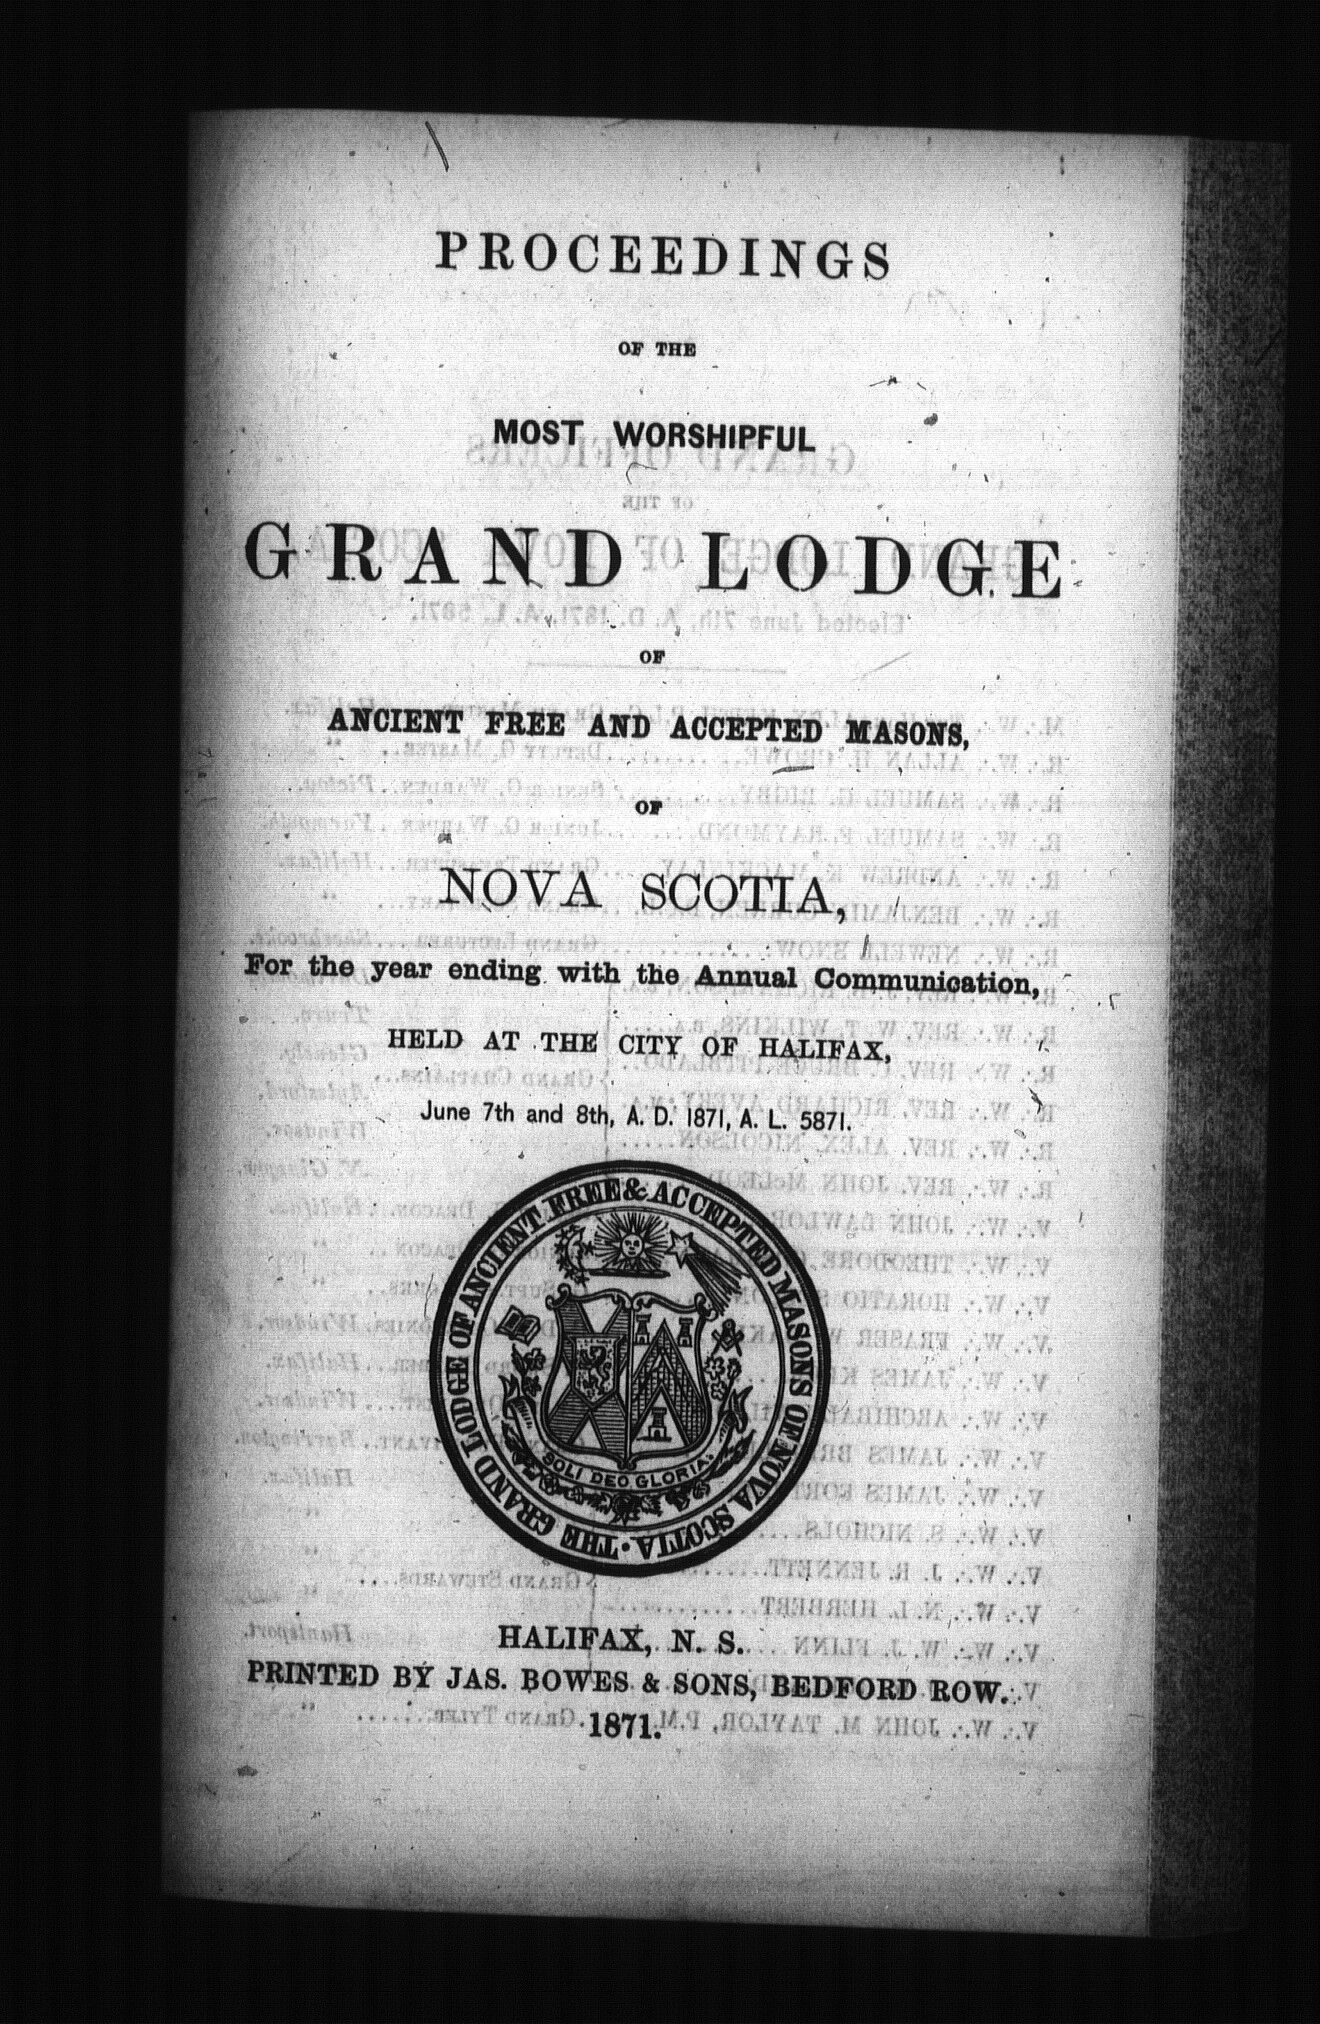 PROCEEDINGS
OF THE
MOST WORSHIPFUL
GRAND LODGE
OF
ANCIENT FREE AND ACCEPTED MASONS,
OF
NOVA SCOTIA,
For the year ending with the Annual Communication,
HELD AT THE CITY OF HALIFAX,
June 7th and 8th, A. D. 1871, A. L. 5871.
THE GRAND LODGE OF ANCIENT FREE & ACCEPTED MASONS OF NOVA SCOTIA
SOLI DEO GLORIA
HALIFAX, N. S.
PRINTED BY JAS. BOWES & SONS, BEDFORD ROW.
1871.